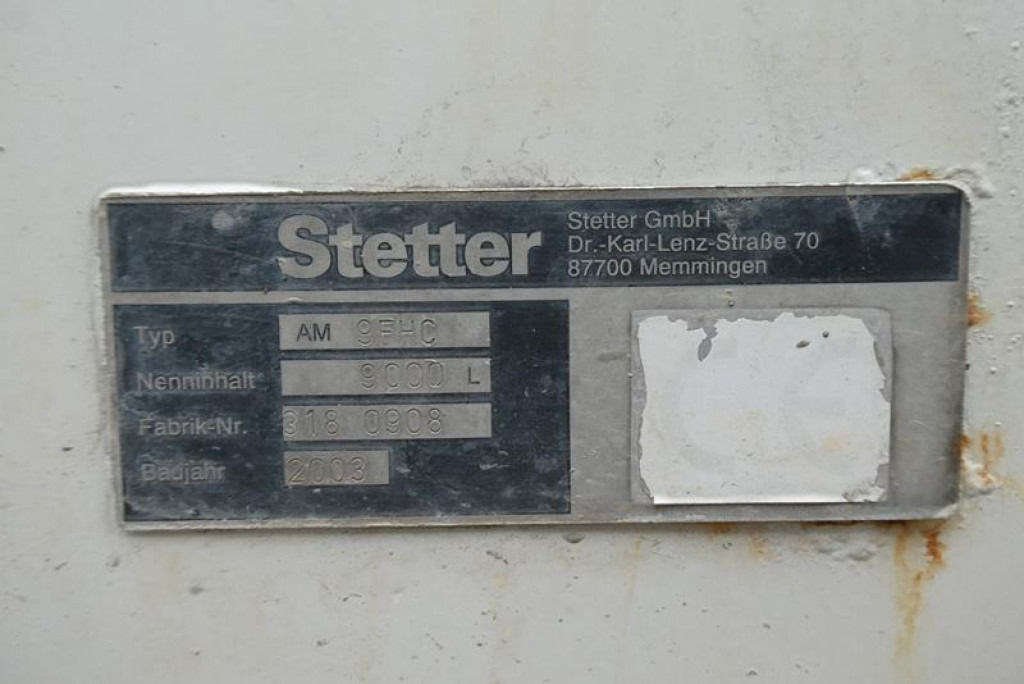 Stetter
Stetter GmbH
Dr.-Karl-Lenz-Straße 70
87700 Memmingen
Typ AM 9FHC
Nenninhalt 9000 L
Fabrik-Nr. 318 0908
Baujahr 2003